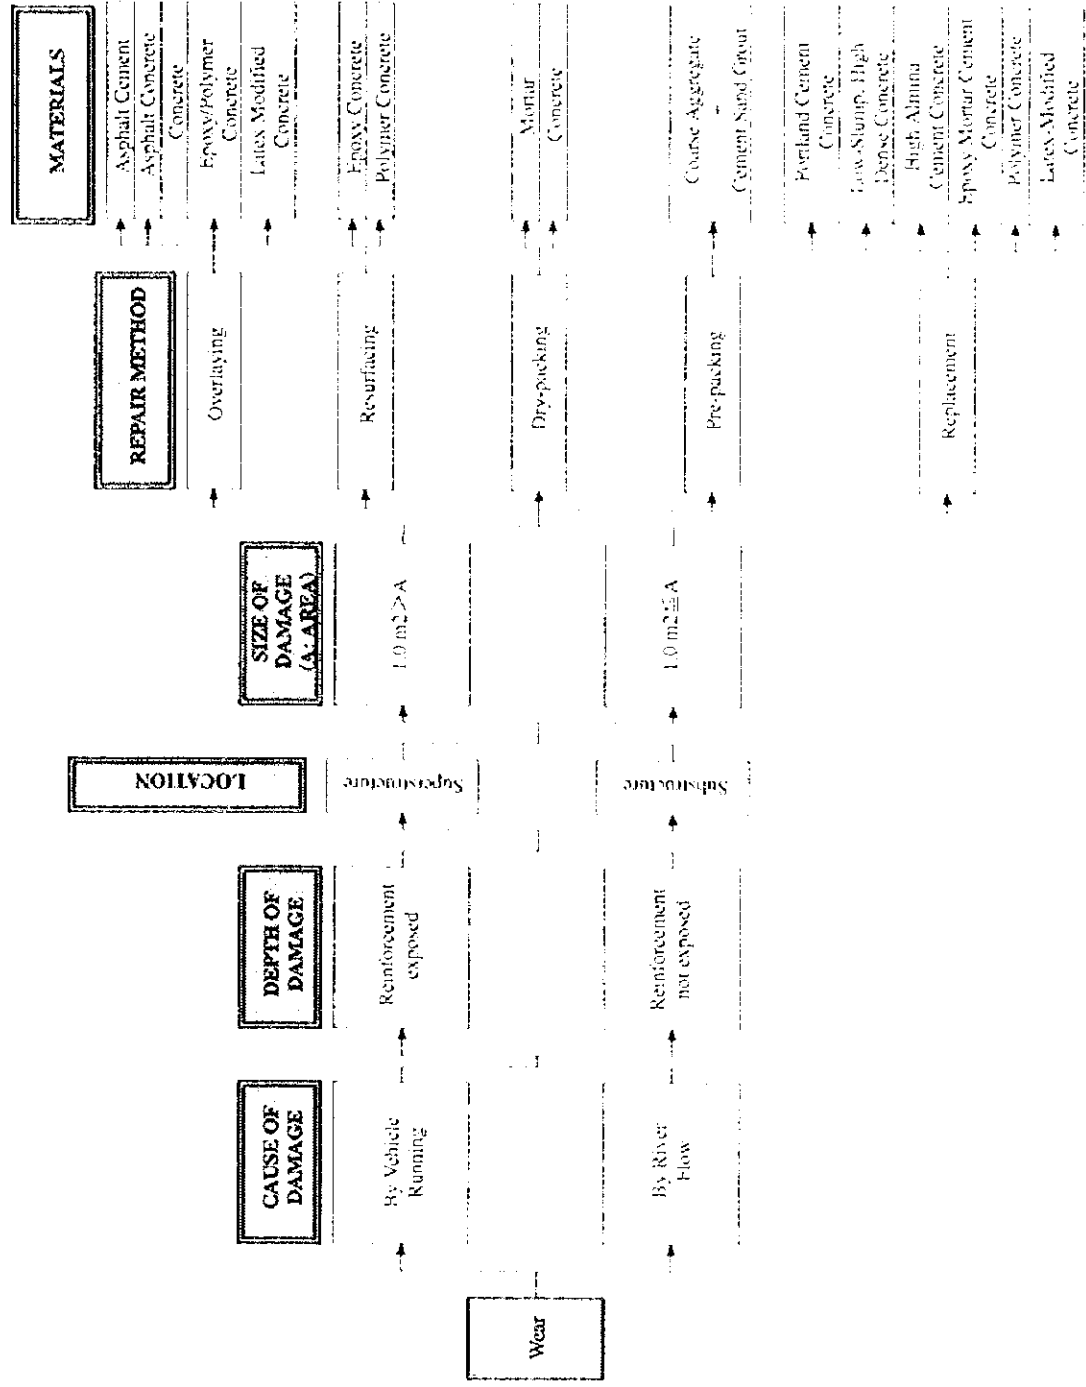 CAUSE OF
DAMAGE
DEPTH OF
DAMAGE
LOCATION
SIZE OF
DAMAGE
(A: AREA)
REPAIR METHOD
MATERIALS
Wear
By Vehicle
Running
By River
Flow
Reinforcement
exposed
Reinforcement
not exposed
Superstructure
Substructure
1.0 m2>A
1.0 m2≦A
Overlaying
Resurfacing
Dry-packing
Pre-packing
Replacement
Asphalt Cement
Asphalt Concrete
Concrete
Epoxy/Polymer
Concrete
Latex Modified
Concrete
Epoxy Concrete
Polymer Concrete
Mortar
Concrete
Coarse Aggregate
+
Cement Sand Grout
Portland Cement
Concrete
Low-Slump, High
Dense Concrete
High Almina
Cement Concrete
Epoxy Mortar Cement
Concrete
Polymer Concrete
Latex-Modified
Concrete